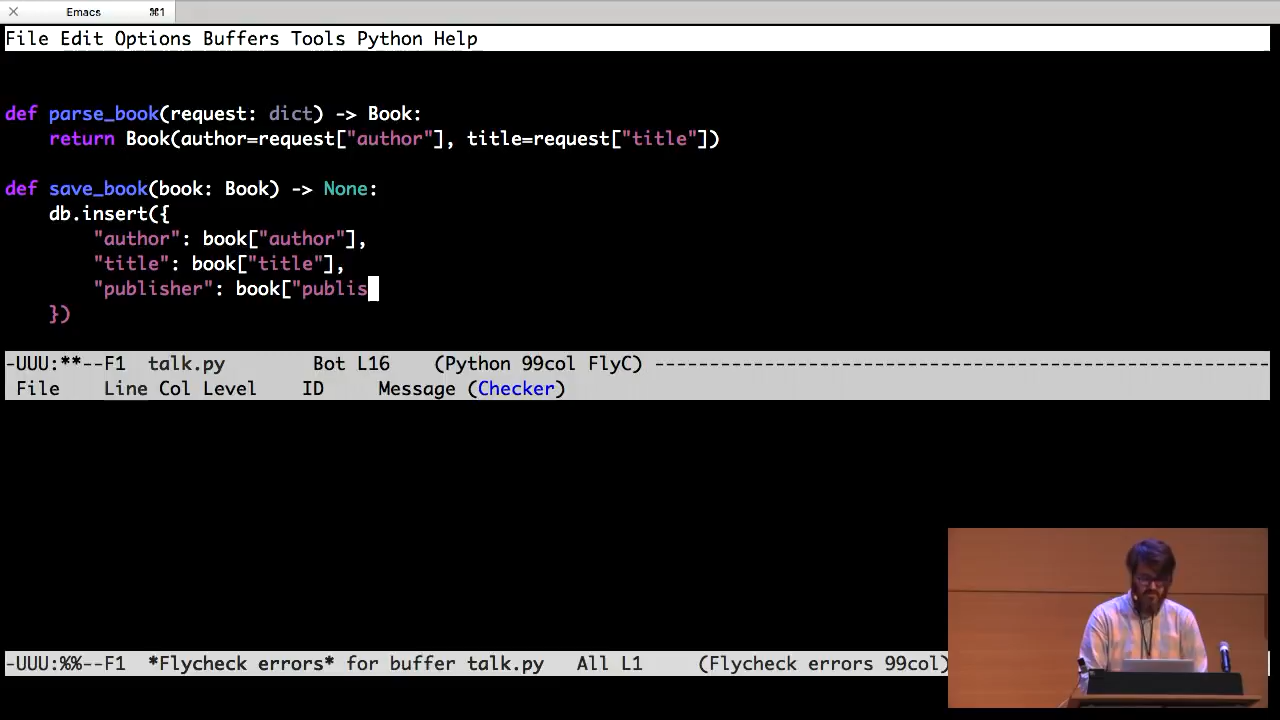 Emacs ⌘1
File Edit Options Buffers Tools Python Help
def parse_book(request: dict) -> Book:
    return Book(author=request["author"], title=request["title"])
def save_book(book: Book) -> None:
    db.insert({
        "author": book["author"],
        "title": book["title"],
        "publisher": book["publis
    })
-UUU:**--F1  talk.py        Bot L16    (Python 99col FlyC) --------------------------------------------------------
File    Line Col Level    ID     Message (Checker)
-UUU:%%--F1  *Flycheck errors* for buffer talk.py   All L1     (Flycheck errors 99col)